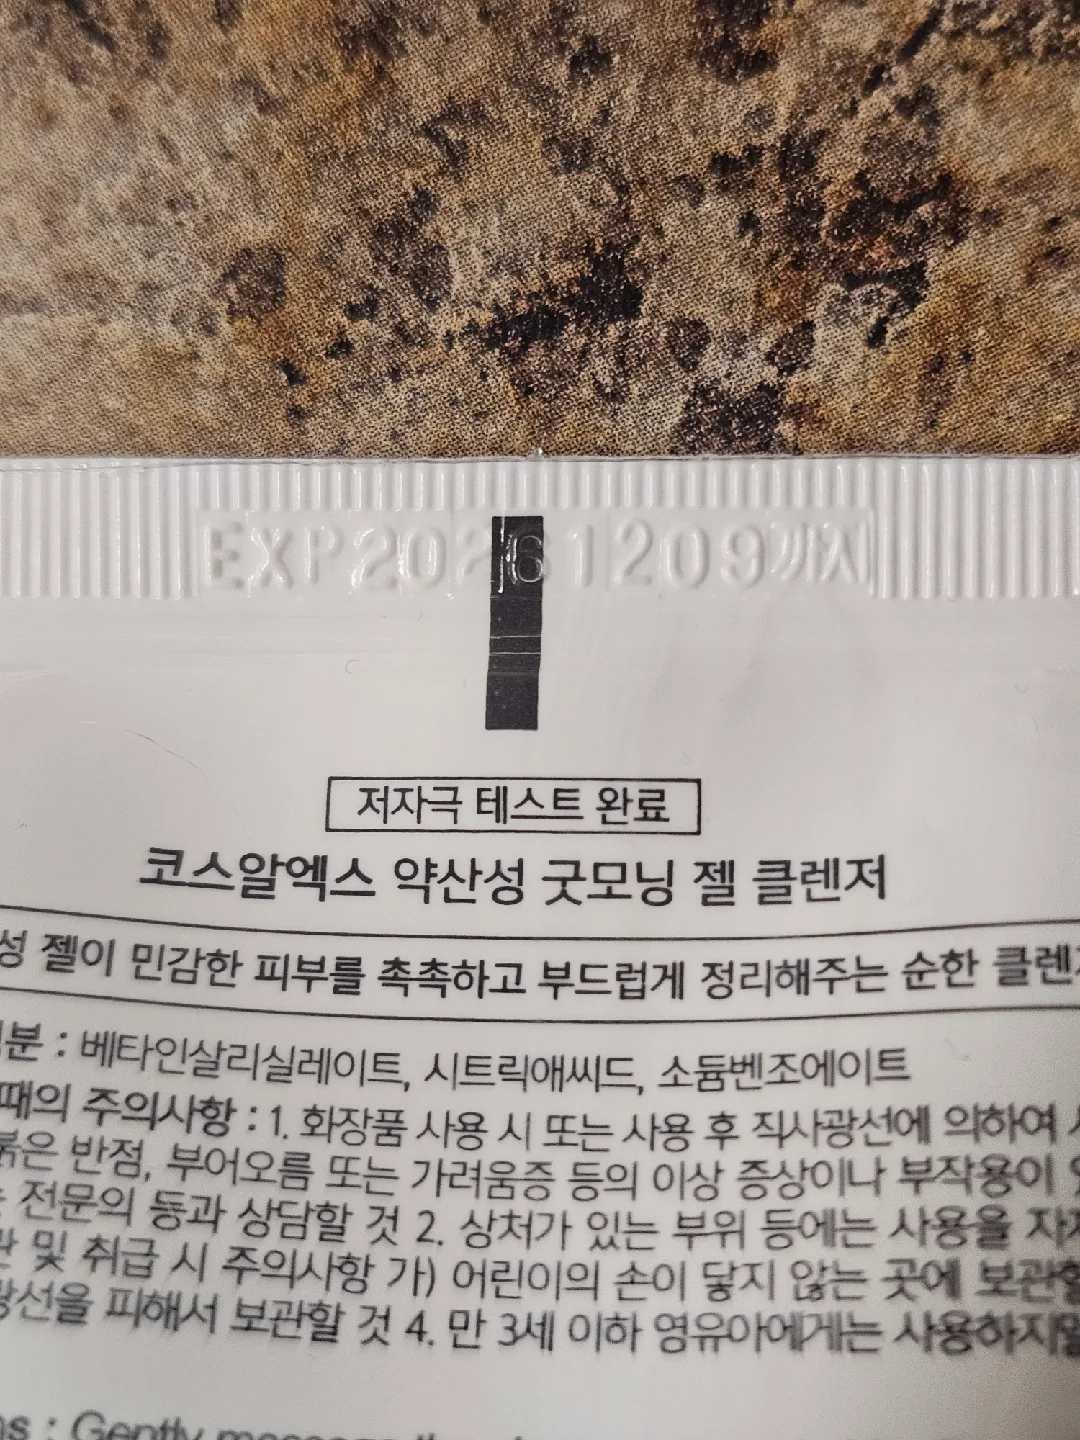 EXP20261209까지
저자극 테스트 완료
코스알엑스 약산성 굿모닝 젤 클렌저
성 젤이 민감한 피부를 촉촉하고 부드럽게 정리해주는 순한 클렌
분 : 베타인살리실레이트, 시트릭애씨드, 소듐벤조에이트
때의 주의사항 : 1. 화장품 사용 시 또는 사용 후 직사광선에 의하여
붉은 반점, 부어오름 또는 가려움증 등의 이상 증상이나 부작용이
전문의 등과 상담할 것 2. 상처가 있는 부위 등에는 사용을 자
및 취급 시 주의사항 가) 어린이의 손이 닿지 않는 곳에 보관할
광선을 피해서 보관할 것 4. 만 3세 이하 영유아에게는 사용하지말
ns : Gently massage